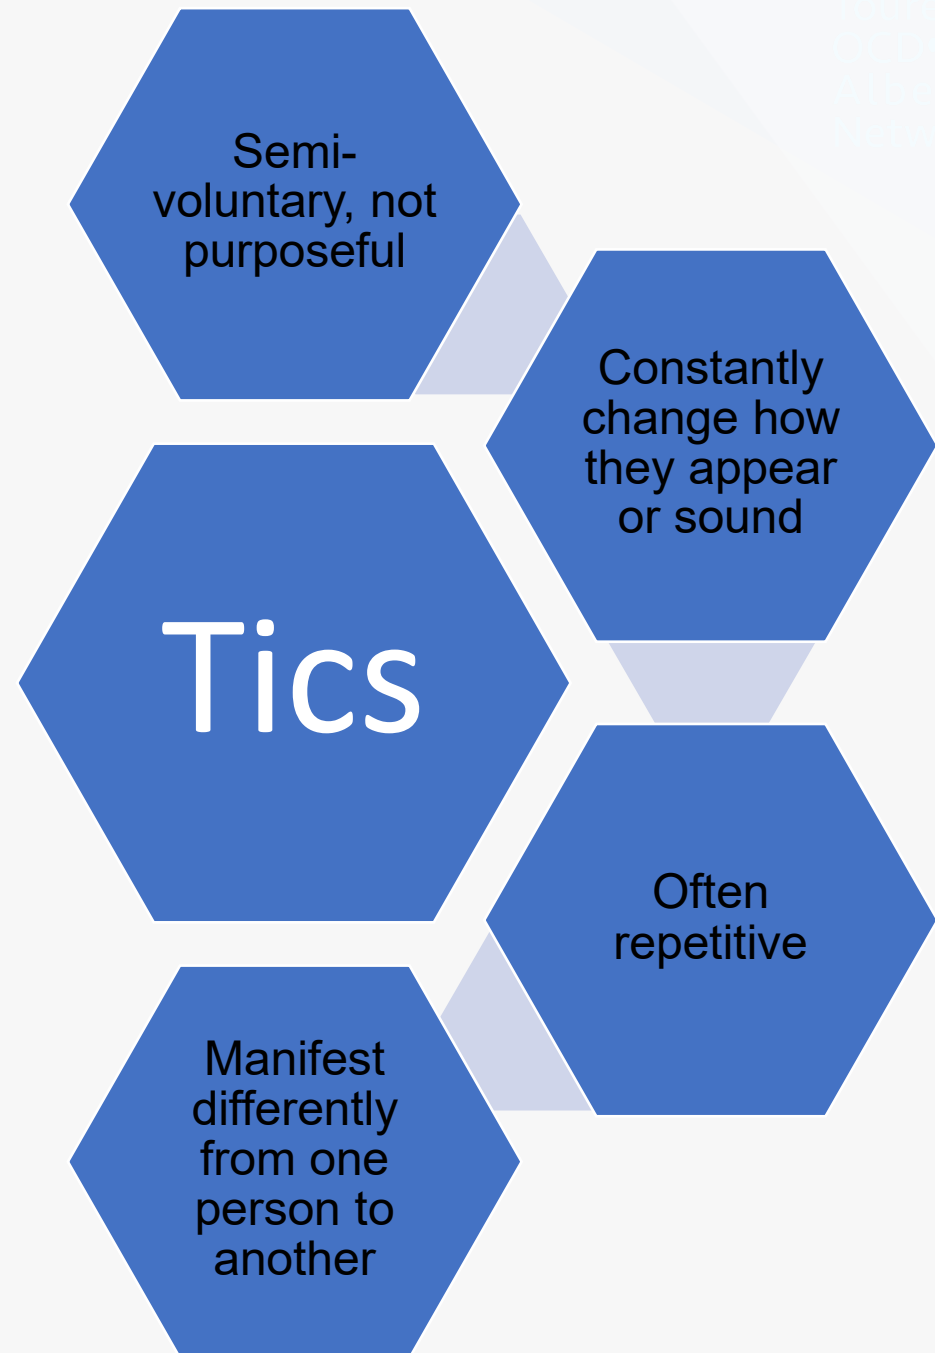 Semi-
voluntary, not
purposeful
Constantly
change how
they appear
or sound
Tics
Often
repetitive
Manifest
differently
from one
person to
another